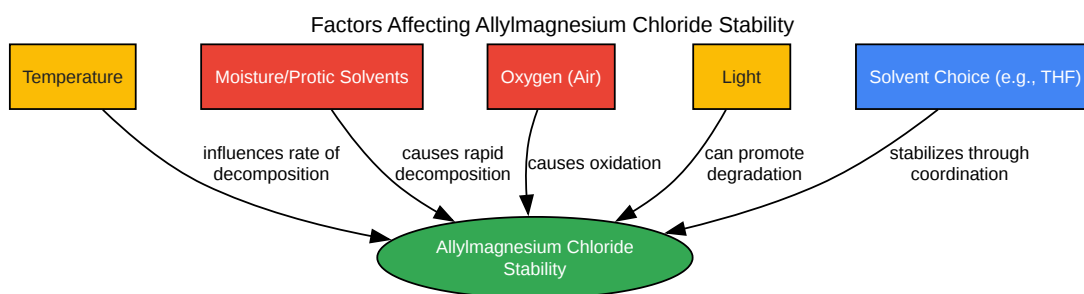 Factors Affecting Allylmagnesium Chloride Stability
Temperature
Moisture/Protic Solvents
Oxygen (Air)
Light
Solvent Choice (e.g., THF)
influences rate of
decomposition
causes rapid
decomposition
causes oxidation
can promote
degradation
stabilizes through
coordination
Allylmagnesium Chloride
Stability